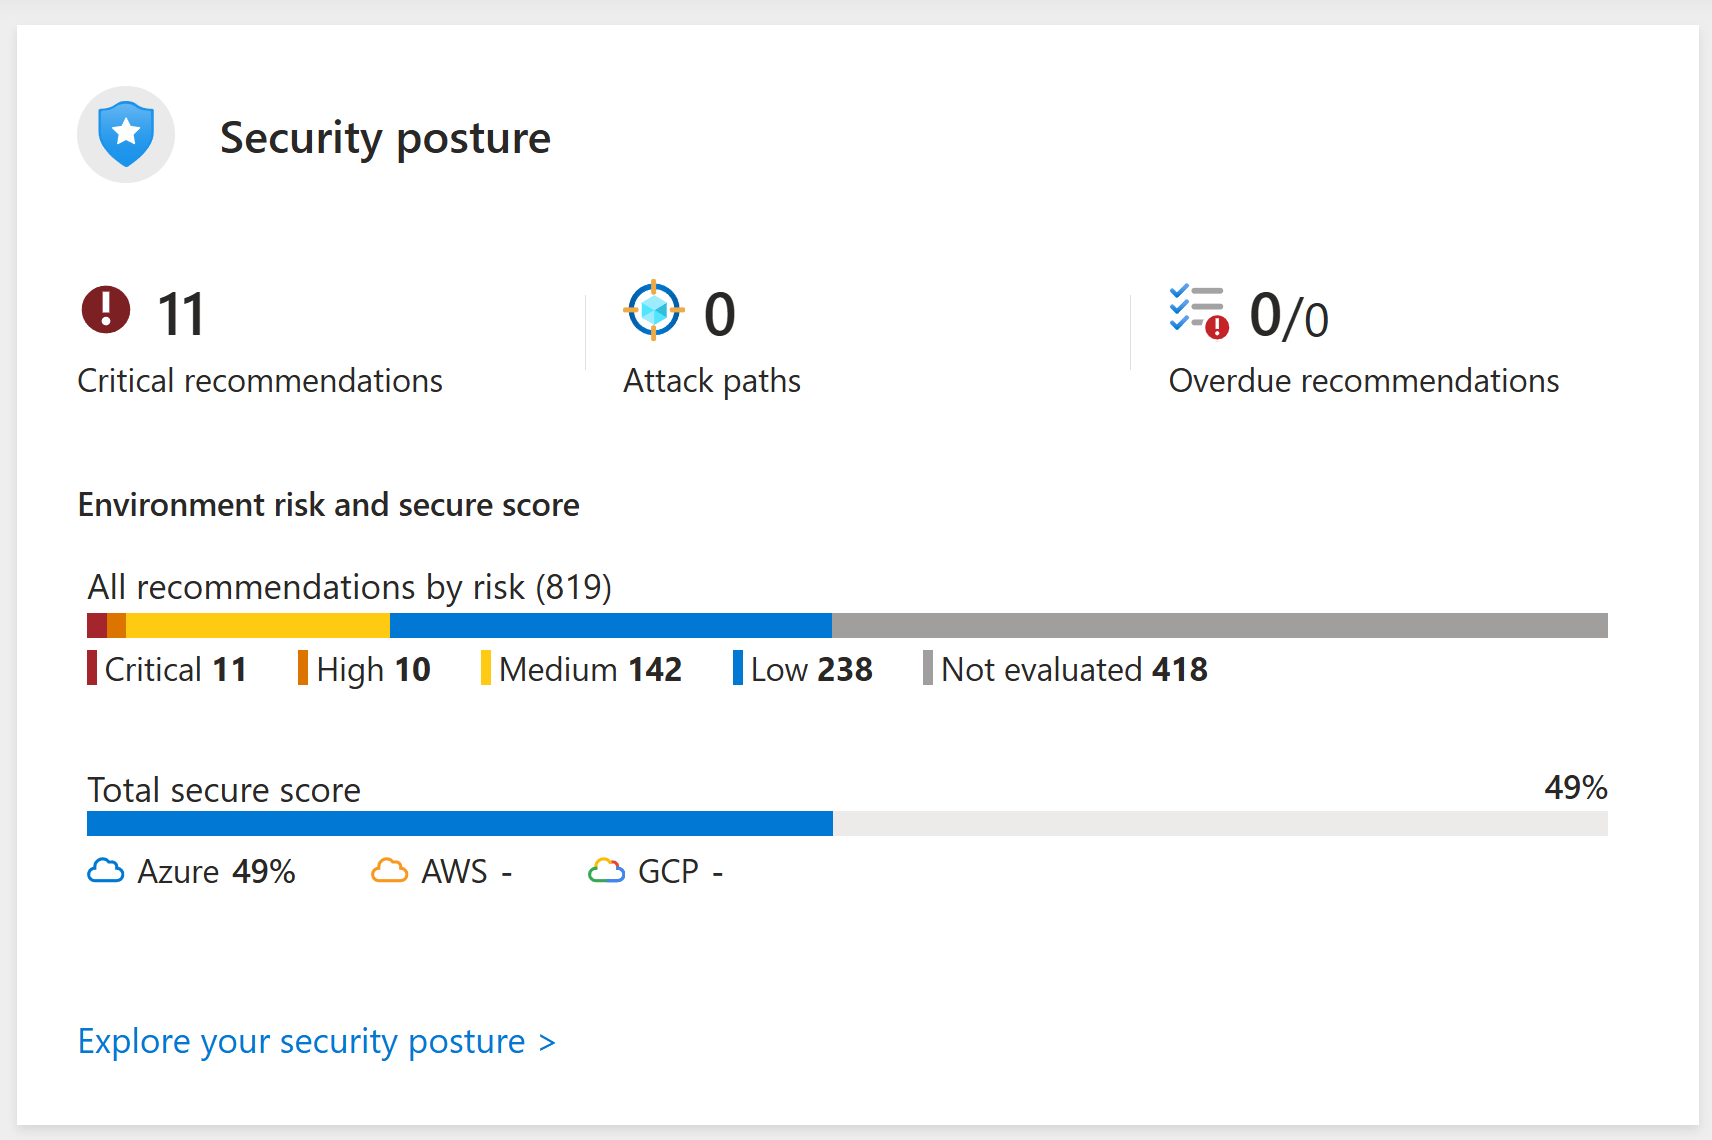 Security posture
11
0
0/0
Critical recommendations
Attack paths
Overdue recommendations
Environment risk and secure score
All recommendations by risk (819)
Critical 11
High 10
Medium 142
Low 238
Not evaluated 418
Total secure score
49%
Azure 49%
AWS -
GCP -
Explore your security posture >